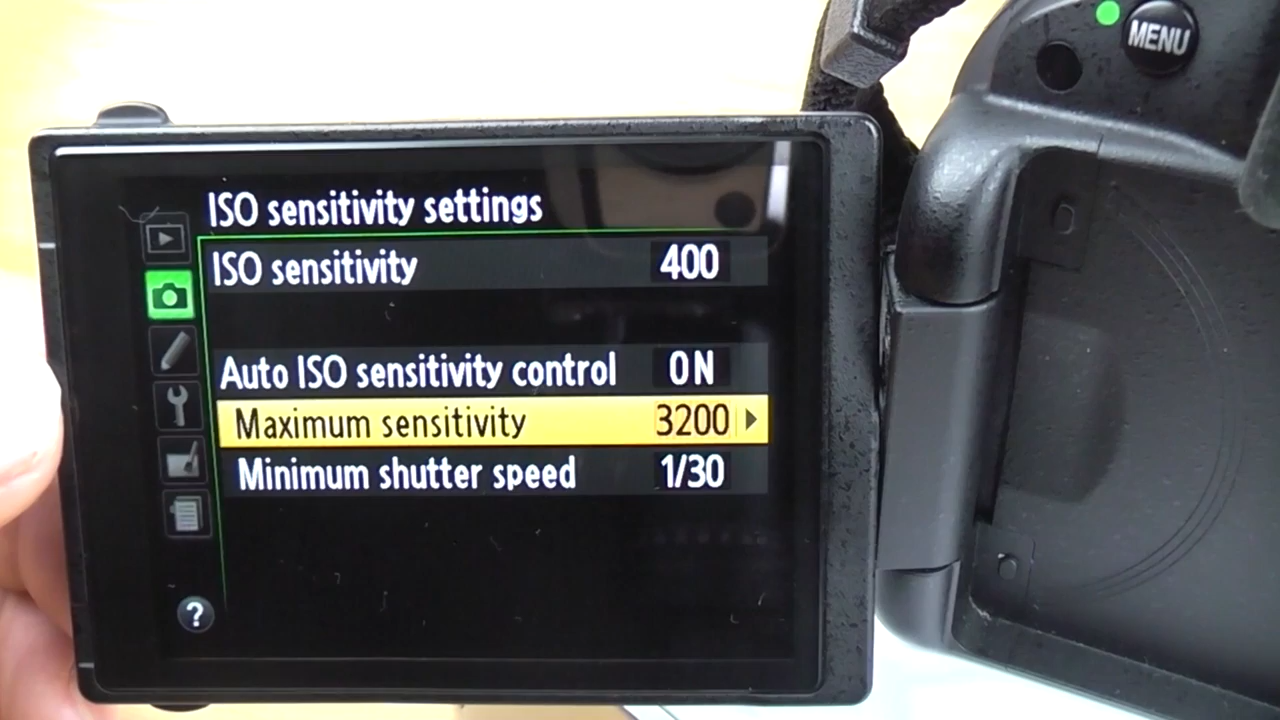 MENU
ISO sensitivity settings
ISO sensitivity 400
Auto ISO sensitivity control ON
Maximum sensitivity 3200
Minimum shutter speed 1/30
?